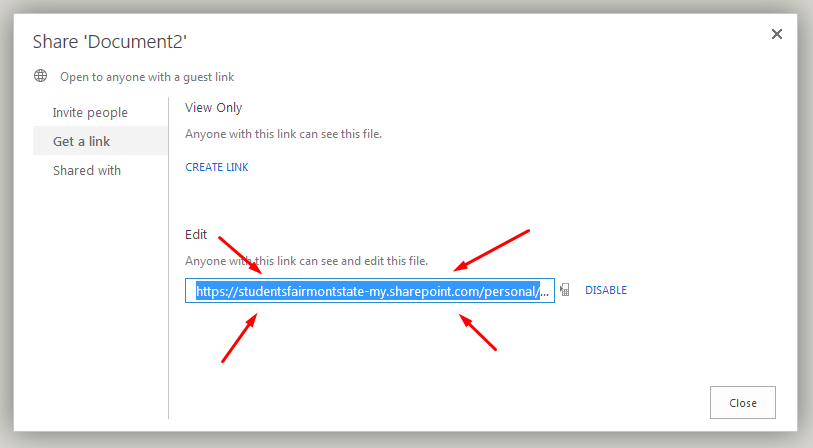 Share 'Document2'
Open to anyone with a guest link
Invite people
Get a link
Shared with
View Only
Anyone with this link can see this file.
CREATE LINK
Edit
Anyone with this link can see and edit this file.
https://studentsfairmontstate-my.sharepoint.com/personal/...
DISABLE
Close